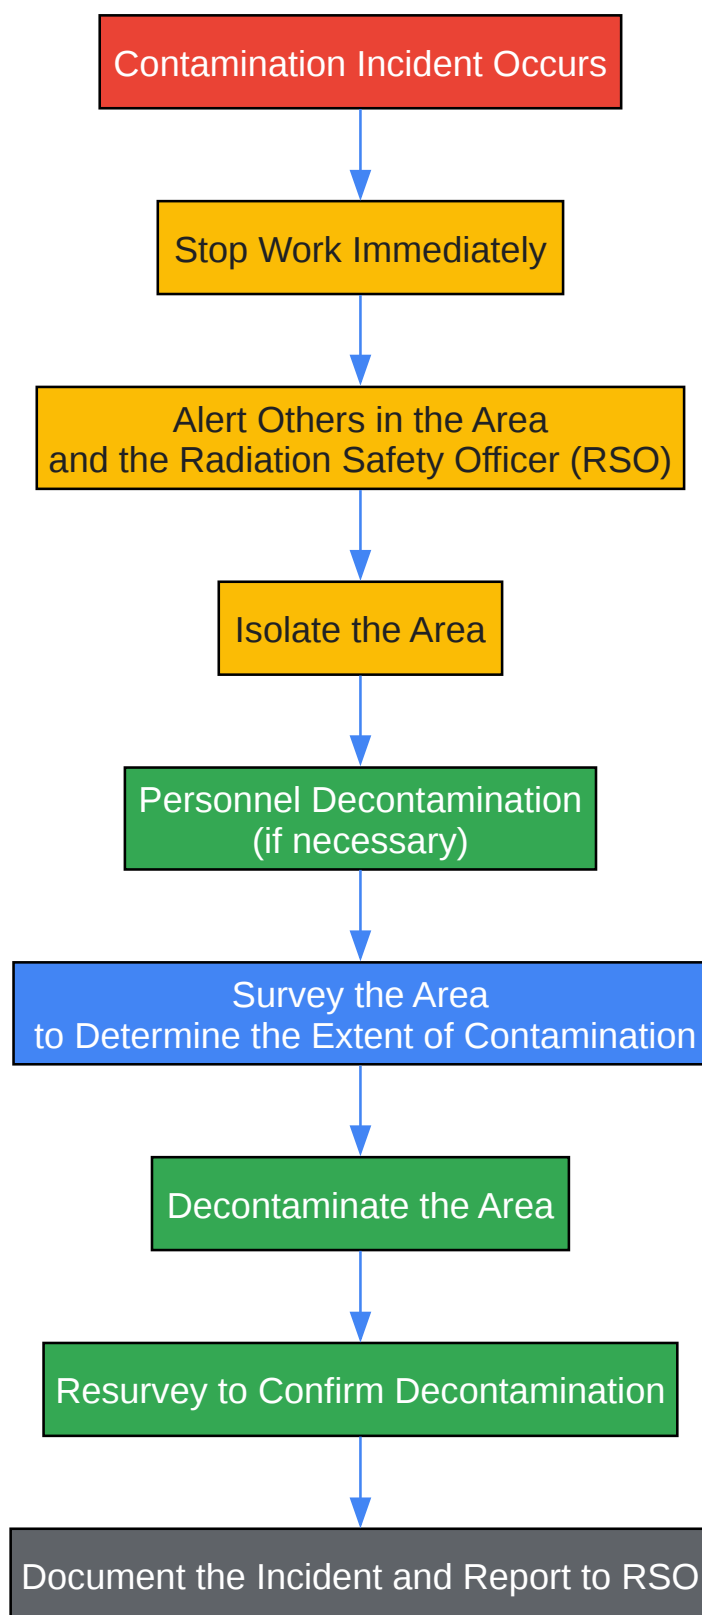 Contamination Incident Occurs
Stop Work Immediately
Alert Others in the Area
and the Radiation Safety Officer (RSO)
Isolate the Area
Personnel Decontamination
(if necessary)
Survey the Area
to Determine the Extent of Contamination
Decontaminate the Area
Resurvey to Confirm Decontamination
Document the Incident and Report to RSO